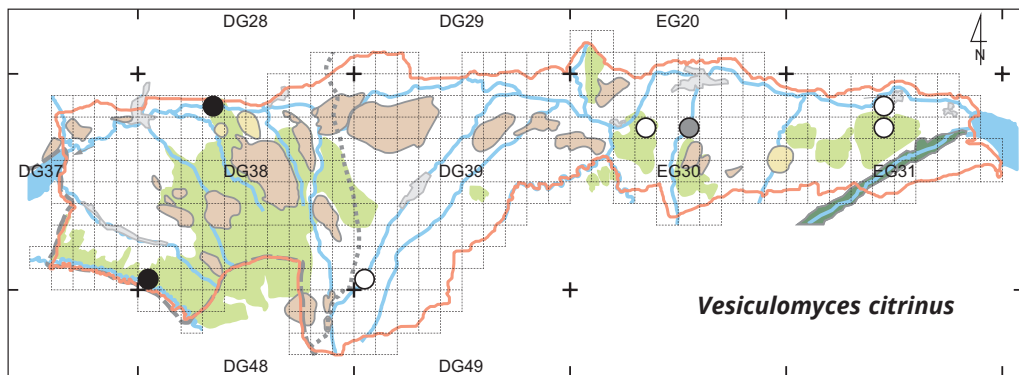 DG28 DG29 EG20
N
DG37 DG38 DG39 EG30 EG31
Vesiculomyces citrinus
DG48 DG49